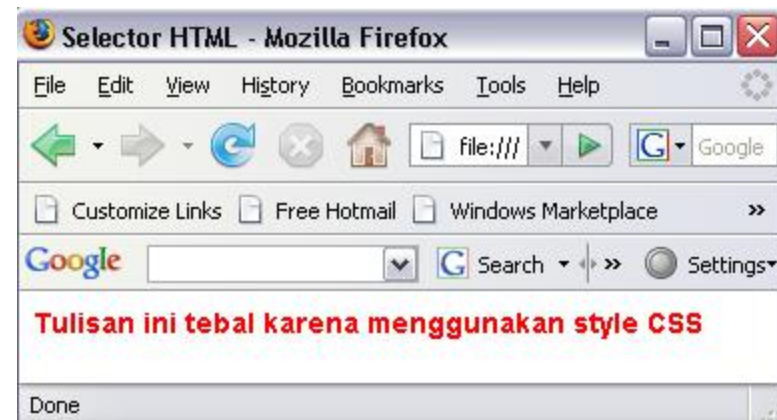 Selector HTML - Mozilla Firefox
File Edit View History Bookmarks Tools Help
file:/// G Google
Customize Links Free Hotmail Windows Marketplace »
Google G Search » Settings
Tulisan ini tebal karena menggunakan style CSS
Done